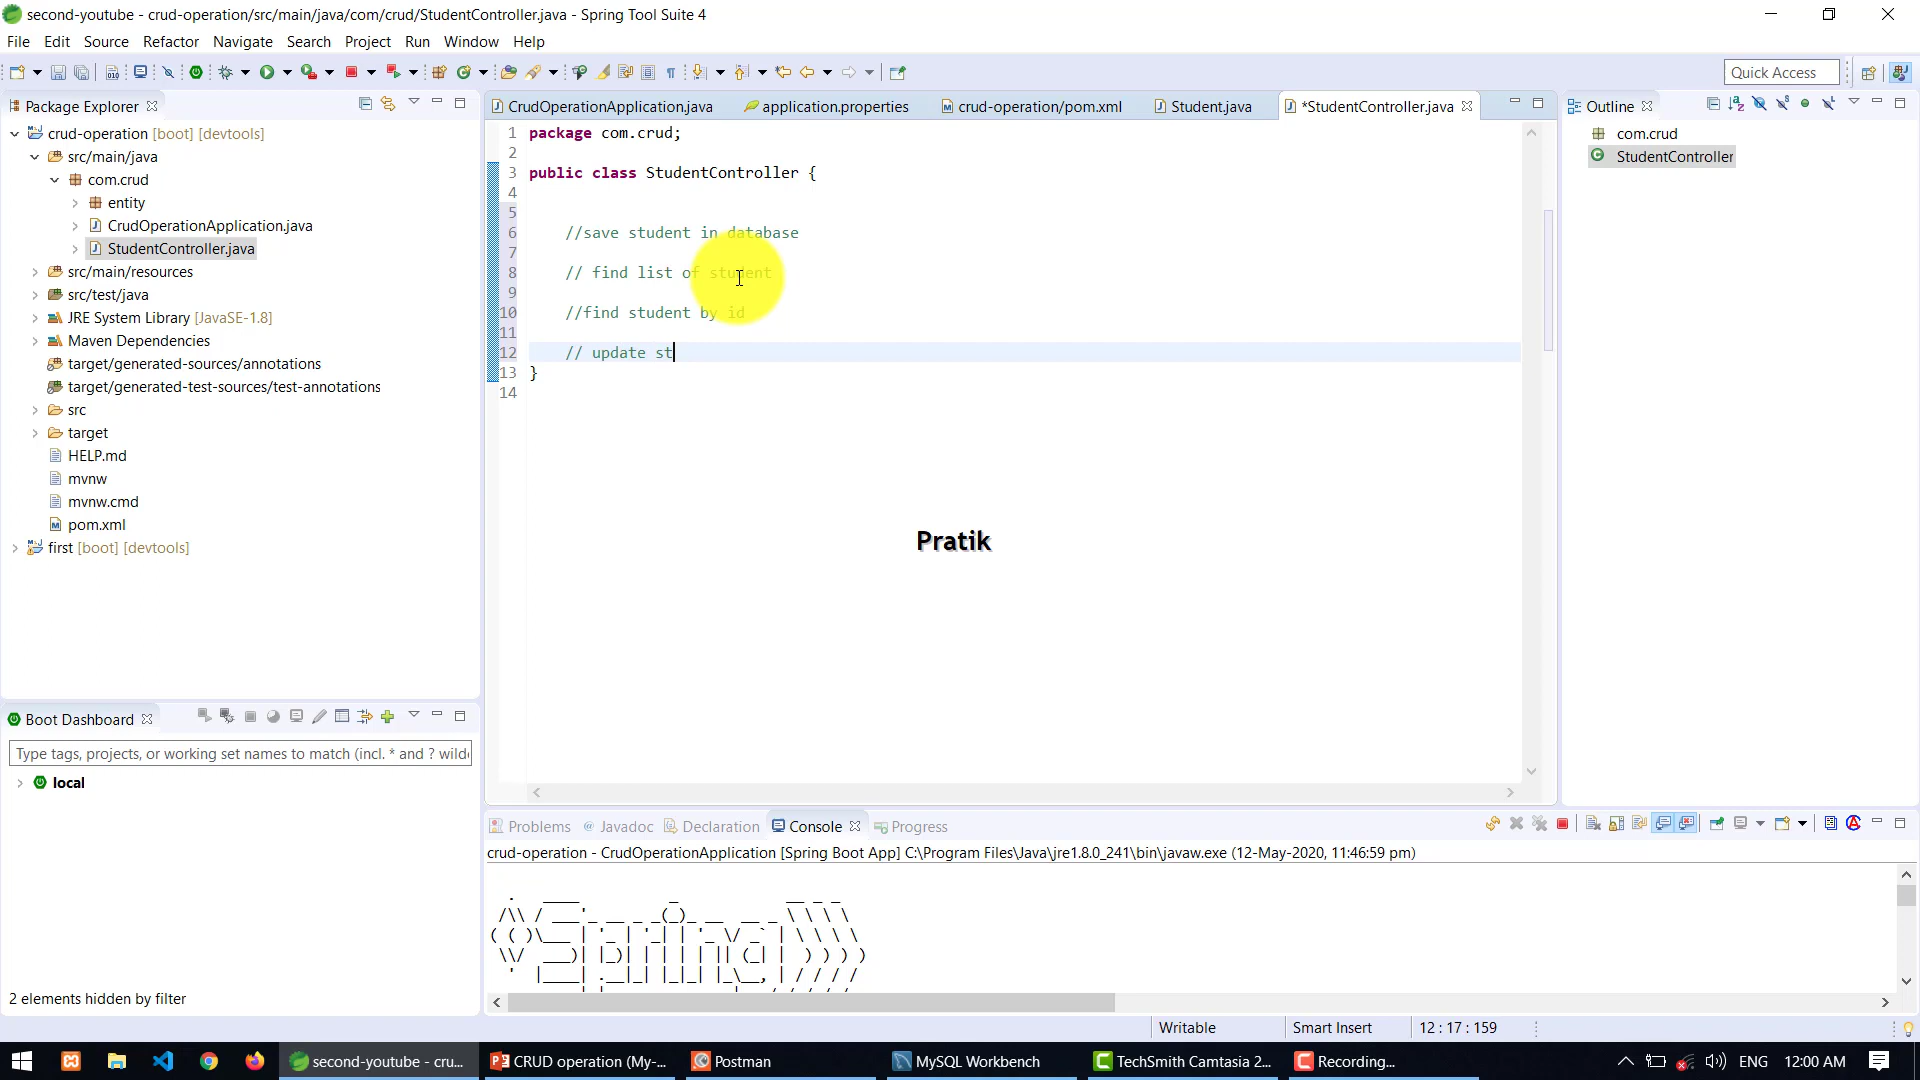 second-youtube - crud-operation/src/main/java/com/crud/StudentController.java - Spring Tool Suite 4
File Edit Source Refactor Navigate Search Project Run Window Help
Quick Access
Package Explorer
crud-operation [boot] [devtools]
src/main/java
com.crud
entity
CrudOperationApplication.java
StudentController.java
src/main/resources
src/test/java
JRE System Library [JavaSE-1.8]
Maven Dependencies
target/generated-sources/annotations
target/generated-test-sources/test-annotations
src
target
HELP.md
mvnw
mvnw.cmd
pom.xml
first [boot] [devtools]
CrudOperationApplication.java application.properties crud-operation/pom.xml Student.java *StudentController.java
1 package com.crud;
2
3 public class StudentController {
4
5
6 //save student in database
7
8 // find list of student
9
10 //find student by id
11
12 // update st
13 }
14
Pratik
Outline
com.crud
StudentController
Boot Dashboard
Type tags, projects, or working set names to match (incl. * and ? wild
local
2 elements hidden by filter
Problems @ Javadoc Declaration Console Progress
crud-operation - CrudOperationApplication [Spring Boot App] C:\Program Files\Java\jre1.8.0_241\bin\javaw.exe (12-May-2020, 11:46:59 pm)
Writable Smart Insert 12 : 17 : 159
second-youtube - cru... CRUD operation (My-... Postman MySQL Workbench TechSmith Camtasia 2... Recording... ENG 12:00 AM